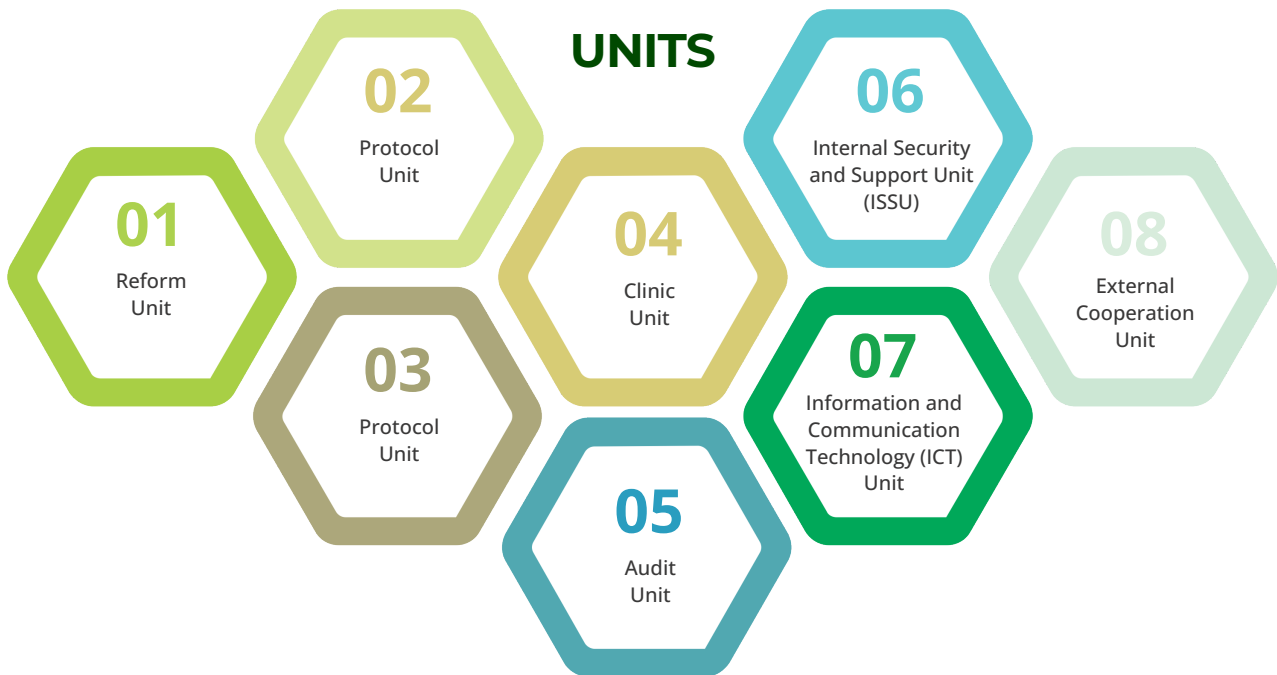 UNITS
01
Reform
Unit
02
Protocol
Unit
03
Protocol
Unit
04
Clinic
Unit
05
Audit
Unit
06
Internal Security
and Support Unit
(ISSU)
07
Information and
Communication
Technology (ICT)
Unit
08
External
Cooperation
Unit